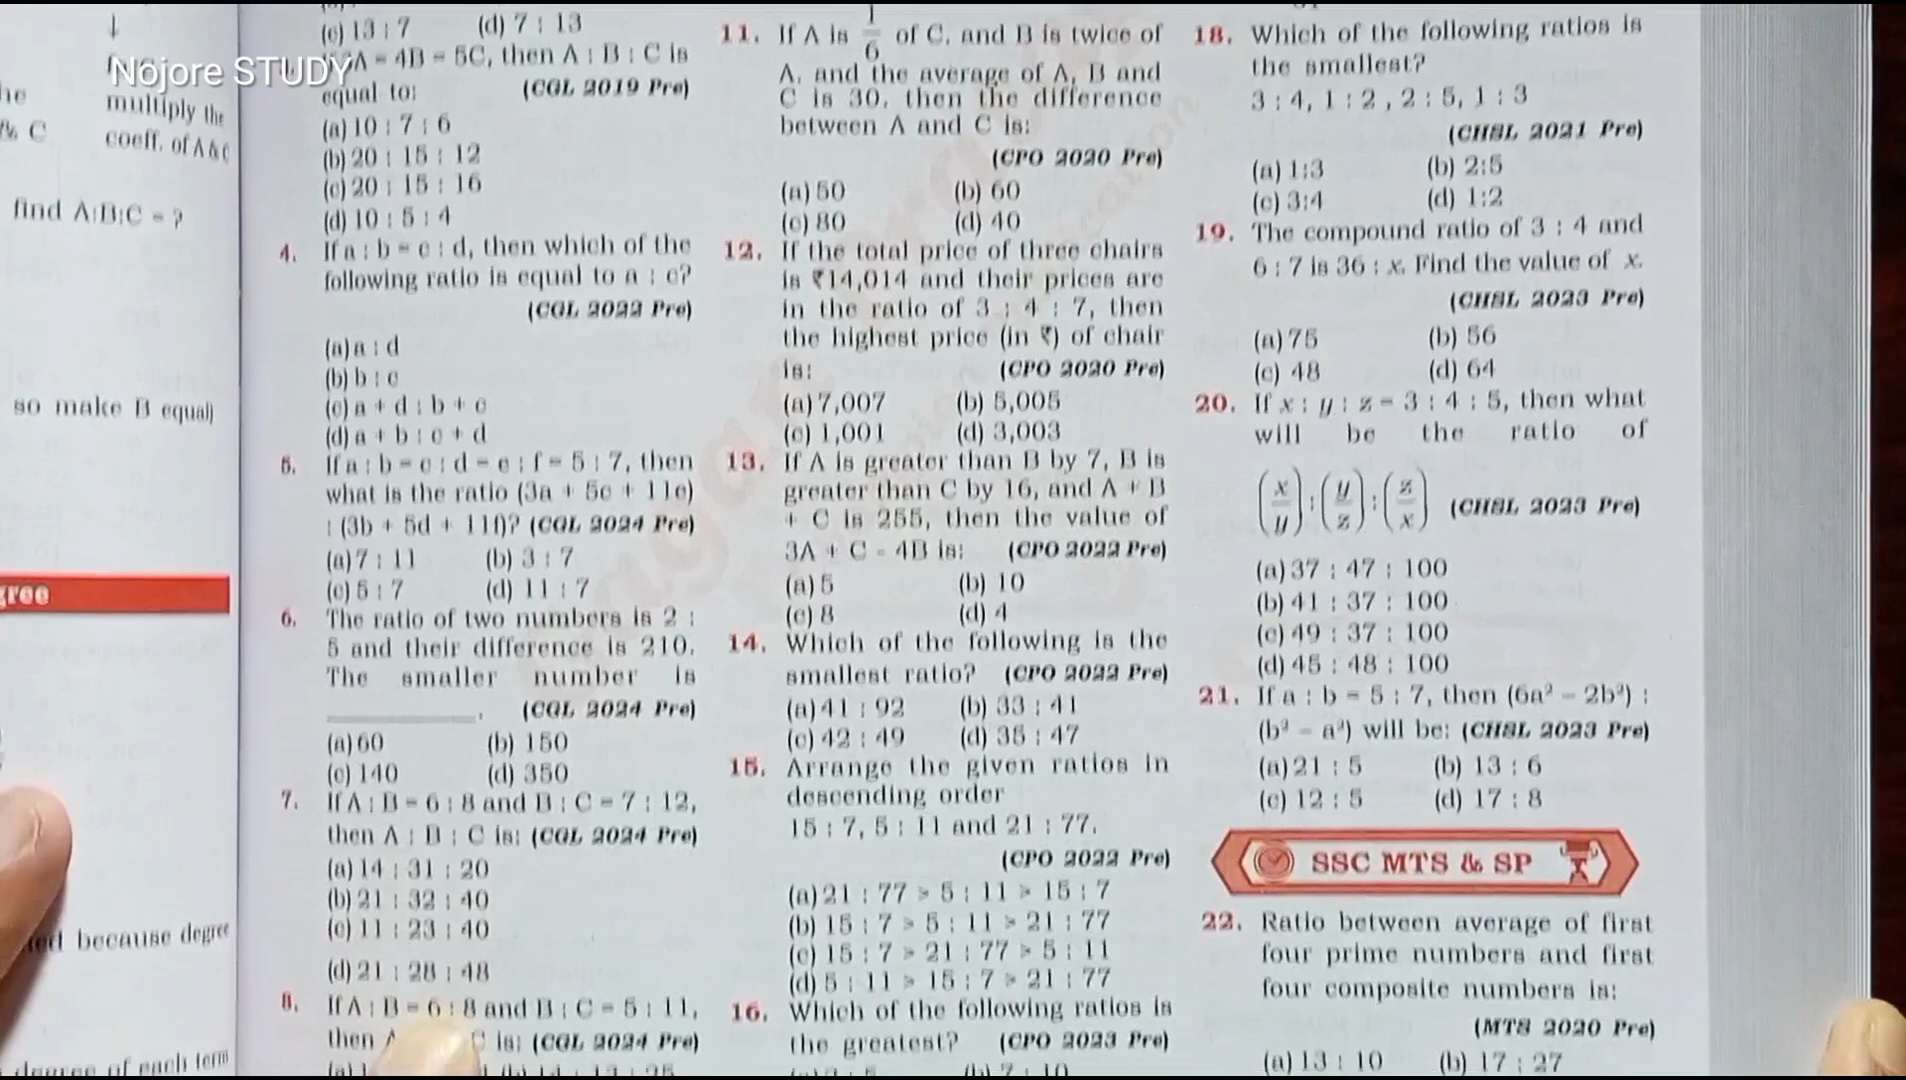 Nojore STUDY
↓
multiply the
& C
coeff. of A & C
find A:B:C = ?
so make B equal
gree
because degree
degree of each term
(c) 13 : 7 (d) 7 : 13
A = 4B = 5C, then A : B : C is
equal to: (CGL 2019 Pre)
(a) 10 : 7 : 6
(b) 20 : 15 : 12
(c) 20 : 15 : 16
(d) 10 : 5 : 4
4. If a : b = c : d, then which of the
following ratio is equal to a : c?
(CGL 2022 Pre)
(a) a : d
(b) b : c
(c) a + d : b + c
(d) a + b : c + d
5. If a : b = c : d = e : f = 5 : 7, then
what is the ratio (3a + 5c + 11e)
: (3b + 5d + 11f)? (CGL 2024 Pre)
(a) 7 : 11 (b) 3 : 7
(c) 5 : 7 (d) 11 : 7
6. The ratio of two numbers is 2 :
5 and their difference is 210.
The smaller number is
____________. (CGL 2024 Pre)
(a) 60 (b) 150
(c) 140 (d) 350
7. If A : B = 6 : 8 and B : C = 7 : 12,
then A : B : C is: (CGL 2024 Pre)
(a) 14 : 31 : 20
(b) 21 : 32 : 40
(c) 11 : 23 : 40
(d) 21 : 28 : 48
8. If A : B = 6 : 8 and B : C = 5 : 11,
then is: (CGL 2024 Pre)
11. If A is 1/6 of C, and B is twice of
A, and the average of A, B and
C is 30, then the difference
between A and C is:
(CPO 2020 Pre)
(a) 50 (b) 60
(c) 80 (d) 40
12. If the total price of three chairs
is ₹14,014 and their prices are
in the ratio of 3 : 4 : 7, then
the highest price (in ₹) of chair
is: (CPO 2020 Pre)
(a) 7,007 (b) 5,005
(c) 1,001 (d) 3,003
13. If A is greater than B by 7, B is
greater than C by 16, and A + B
+ C is 255, then the value of
3A + C - 4B is: (CPO 2022 Pre)
(a) 5 (b) 10
(c) 8 (d) 4
14. Which of the following is the
smallest ratio? (CPO 2022 Pre)
(a) 41 : 92 (b) 33 : 41
(c) 42 : 49 (d) 35 : 47
15. Arrange the given ratios in
descending order
15 : 7, 5 : 11 and 21 : 77.
(CPO 2022 Pre)
(a) 21 : 77 > 5 : 11 > 15 : 7
(b) 15 : 7 > 5 : 11 > 21 : 77
(c) 15 : 7 > 21 : 77 > 5 : 11
(d) 5 : 11 > 15 : 7 > 21 : 77
16. Which of the following ratios is
the greatest? (CPO 2023 Pre)
18. Which of the following ratios is
the smallest?
3 : 4, 1 : 2 , 2 : 5, 1 : 3
(CHSL 2021 Pre)
(a) 1:3 (b) 2:5
(c) 3:4 (d) 1:2
19. The compound ratio of 3 : 4 and
6 : 7 is 36 : x. Find the value of x.
(CHSL 2023 Pre)
(a) 75 (b) 56
(c) 48 (d) 64
20. If x : y : z = 3 : 4 : 5, then what
will be the ratio of
(x/y) : (y/z) : (z/x) (CHSL 2023 Pre)
(a) 37 : 47 : 100
(b) 41 : 37 : 100
(c) 49 : 37 : 100
(d) 45 : 48 : 100
21. If a : b = 5 : 7, then (6a² - 2b²) :
(b² - a²) will be: (CHSL 2023 Pre)
(a) 21 : 5 (b) 13 : 6
(c) 12 : 5 (d) 17 : 8
SSC MTS & SP
22. Ratio between average of first
four prime numbers and first
four composite numbers is:
(MTS 2020 Pre)
(a) 13 : 10 (b) 17 : 27